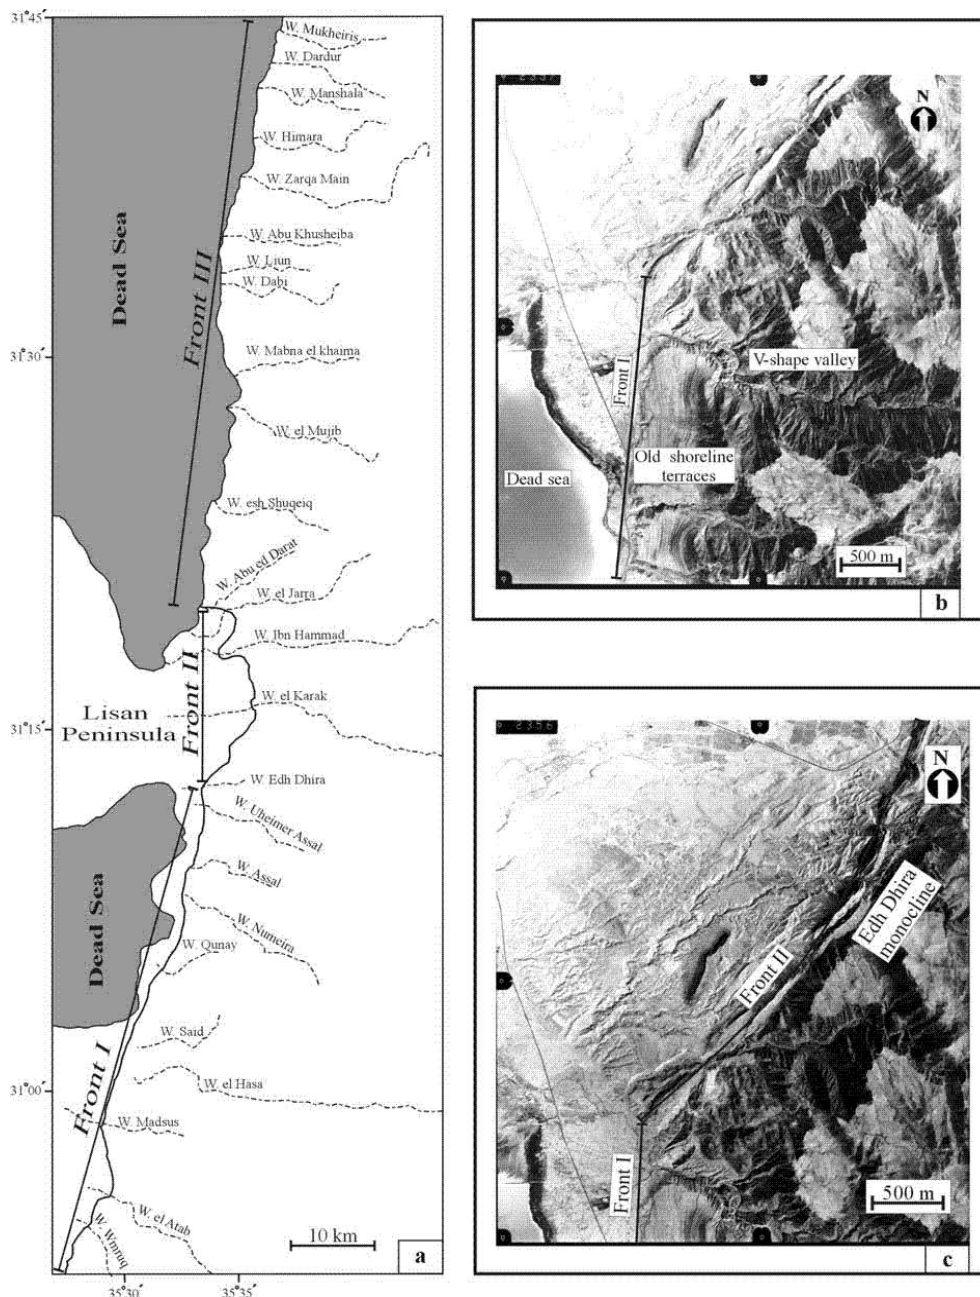 31°45´
W. Mukheiris
W. Dardur
W. Manshala
W. Himara
W. Zarqa Main
W. Abu Khusheiba
W. Liun
W. Dabi
Dead Sea
Front III
31°30´
W. Mabna el khaima
W. el Mujib
W. esh Shuqeiq
W. Abu ed Darat
W. el Jarra
W. Ibn Hammad
Front II
W. el Karak
Lisan
Peninsula
31°15´
W. Edh Dhira
W. Uheimer Assal
W. Assal
W. Numeira
W. Qunay
Dead Sea
W. Said
31°00´
W. el Hasa
Front I
W. Madsus
W. el Atab
W. Wmruq
10 km
a
35°30´
35°35´
N
Front I
V-shape valley
Dead sea
Old shoreline
terraces
500 m
b
2356
N
Edh Dhira
monocline
Front II
Front I
500 m
c